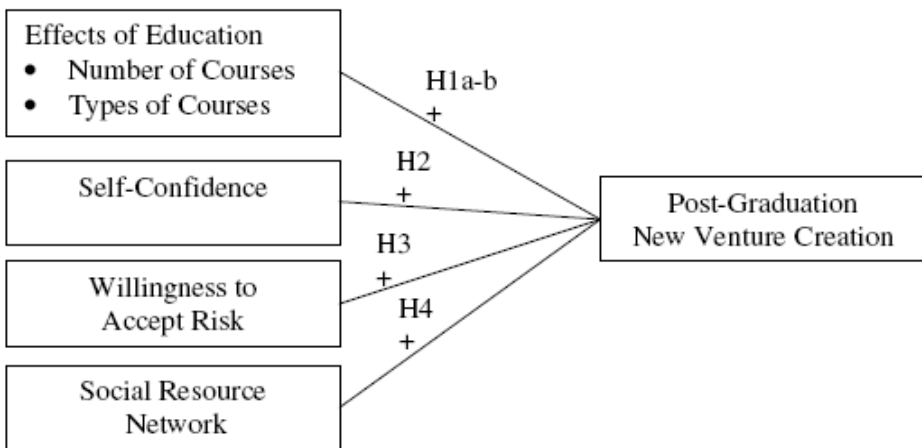 Effects of Education
• Number of Courses
• Types of Courses
H1a-b
+
Self-Confidence
H2
+
Post-Graduation
New Venture Creation
H3
+
Willingness to
Accept Risk
H4
+
Social Resource
Network